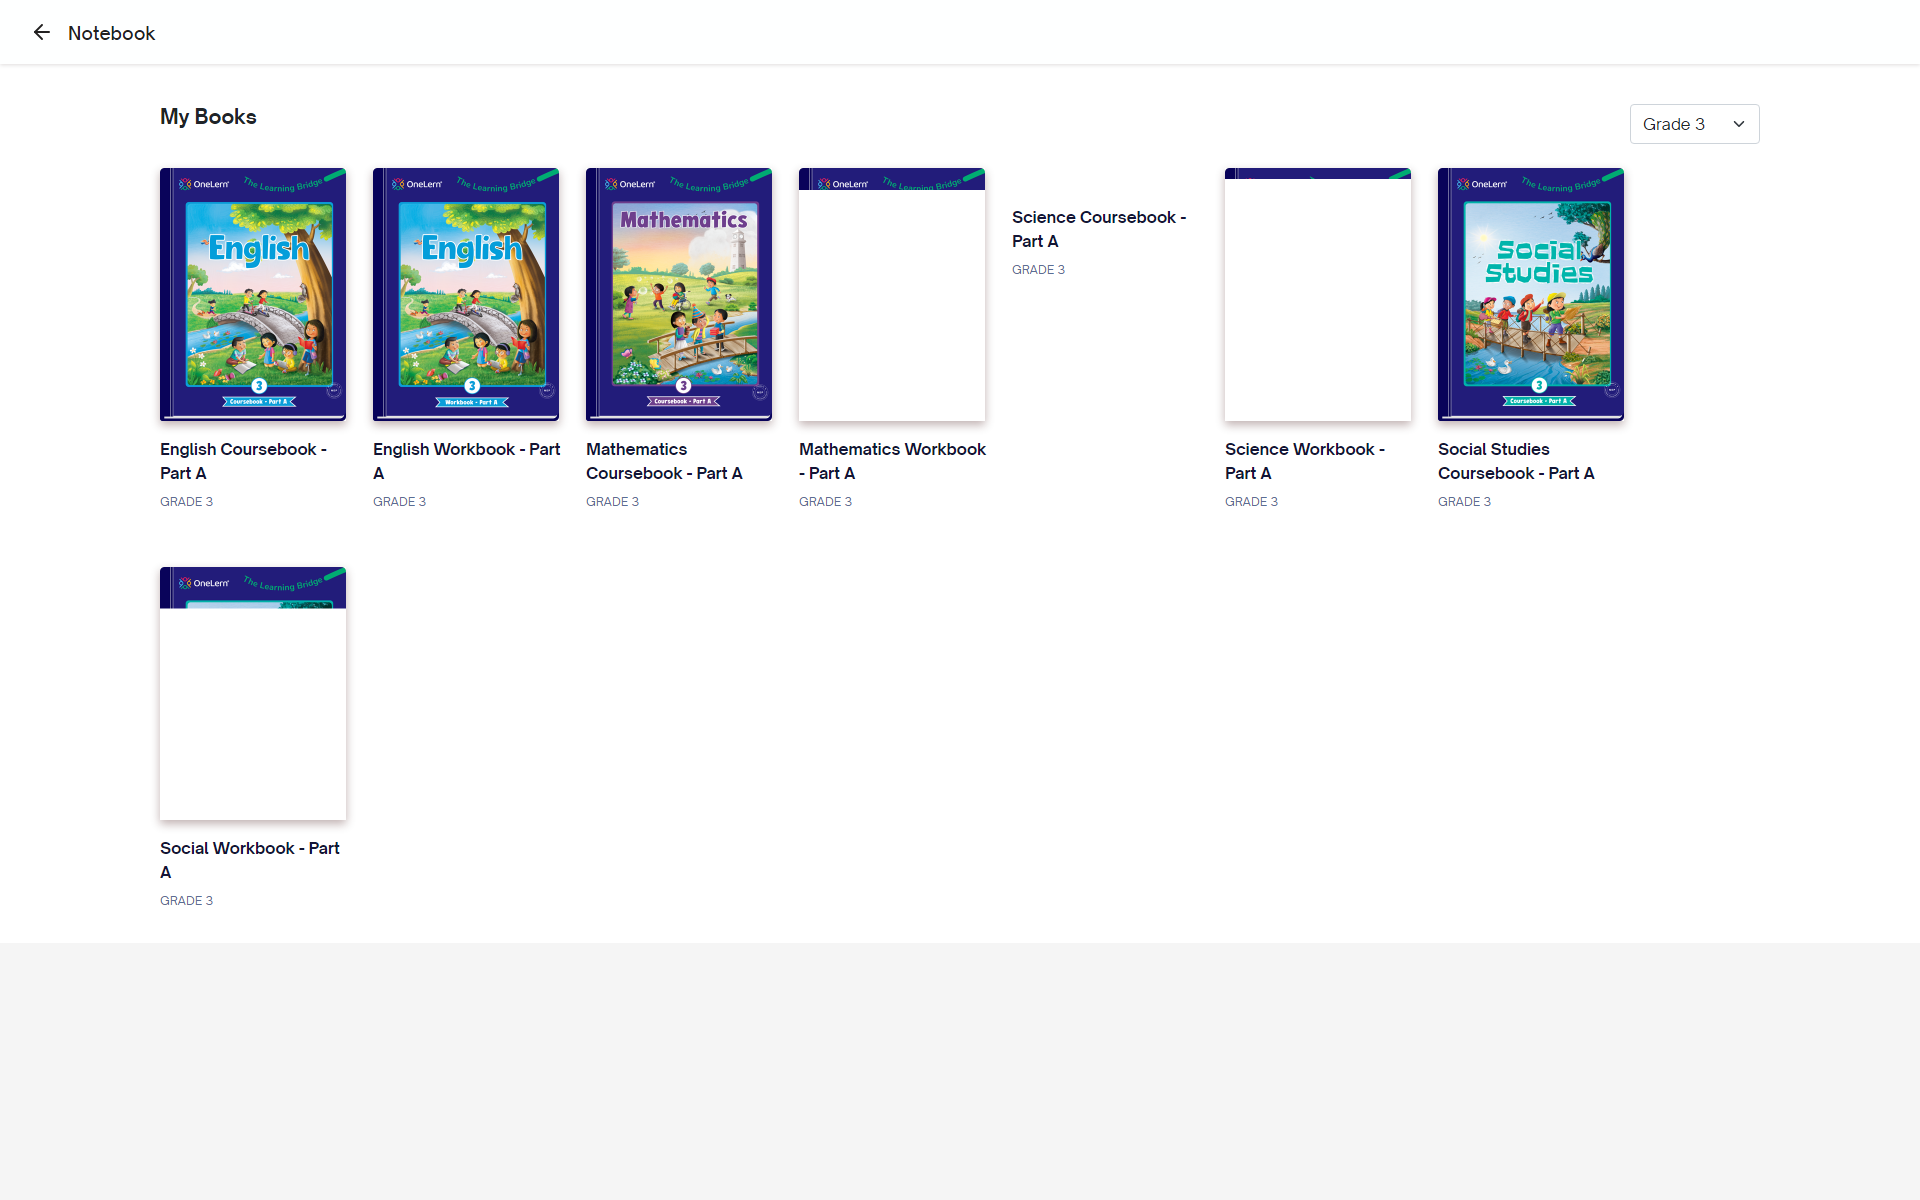 Notebook
My Books
Grade 3
OneLern
The Learning Bridge
English
3
Coursebook - Part A
English Coursebook -
Part A
GRADE 3
OneLern
The Learning Bridge
English
3
Workbook - Part A
English Workbook - Part
A
GRADE 3
OneLern
The Learning Bridge
Mathematics
3
Coursebook - Part A
Mathematics
Coursebook - Part A
GRADE 3
OneLern
The Learning Bridge
Mathematics Workbook
- Part A
GRADE 3
Science Coursebook -
Part A
GRADE 3
Science Workbook -
Part A
GRADE 3
OneLern
The Learning Bridge
Social
Studies
3
Coursebook - Part A
Social Studies
Coursebook - Part A
GRADE 3
OneLern
The Learning Bridge
Social Workbook - Part
A
GRADE 3